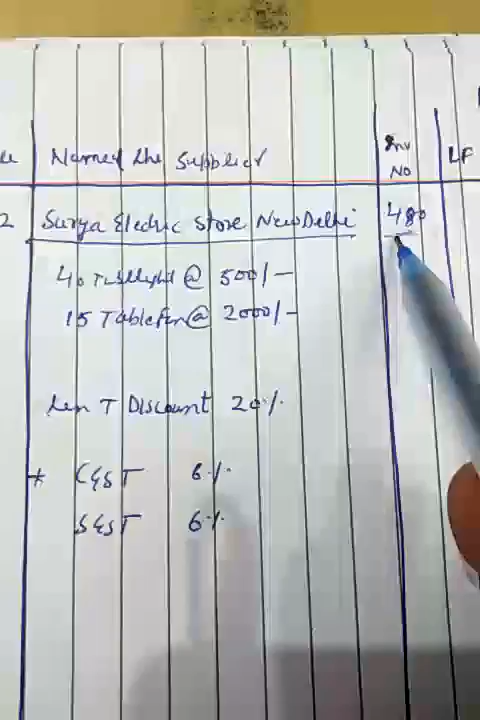 Name of the Supplier Inv No LF
2 Surya Electric Store New Delhi 480
40 Tubelight @ 500/-
15 Table Fan @ 2000/-
Less T Discount 20%
* CGST 6%
SGST 6%